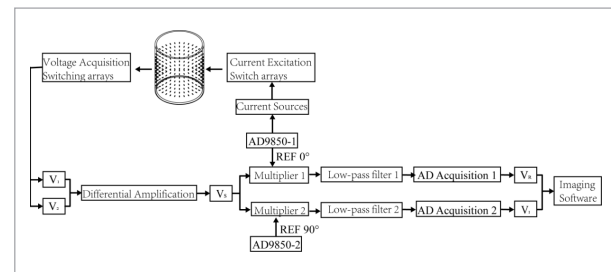 Voltage Acquisition
Switching arrays
Current Excitation
Switch arrays
Current Sources
AD9850-1
REF 0°
V₁
V₂
Differential Amplification
Vₛ
Multiplier 1
Low-pass filter 1
AD Acquisition 1
Multiplier 2
Low-pass filter 2
AD Acquisition 2
REF 90°
AD9850-2
Imaging
Software